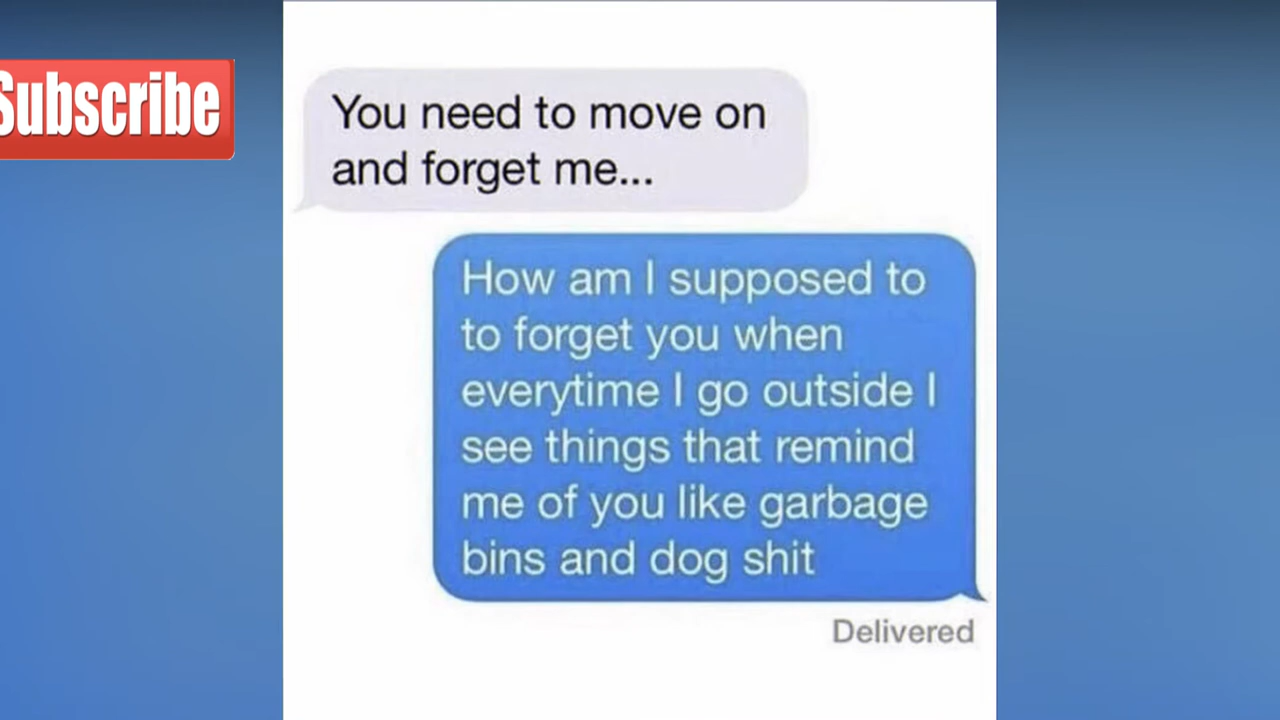 Subscribe
You need to move on
and forget me...
How am I supposed to
to forget you when
everytime I go outside I
see things that remind
me of you like garbage
bins and dog shit
Delivered